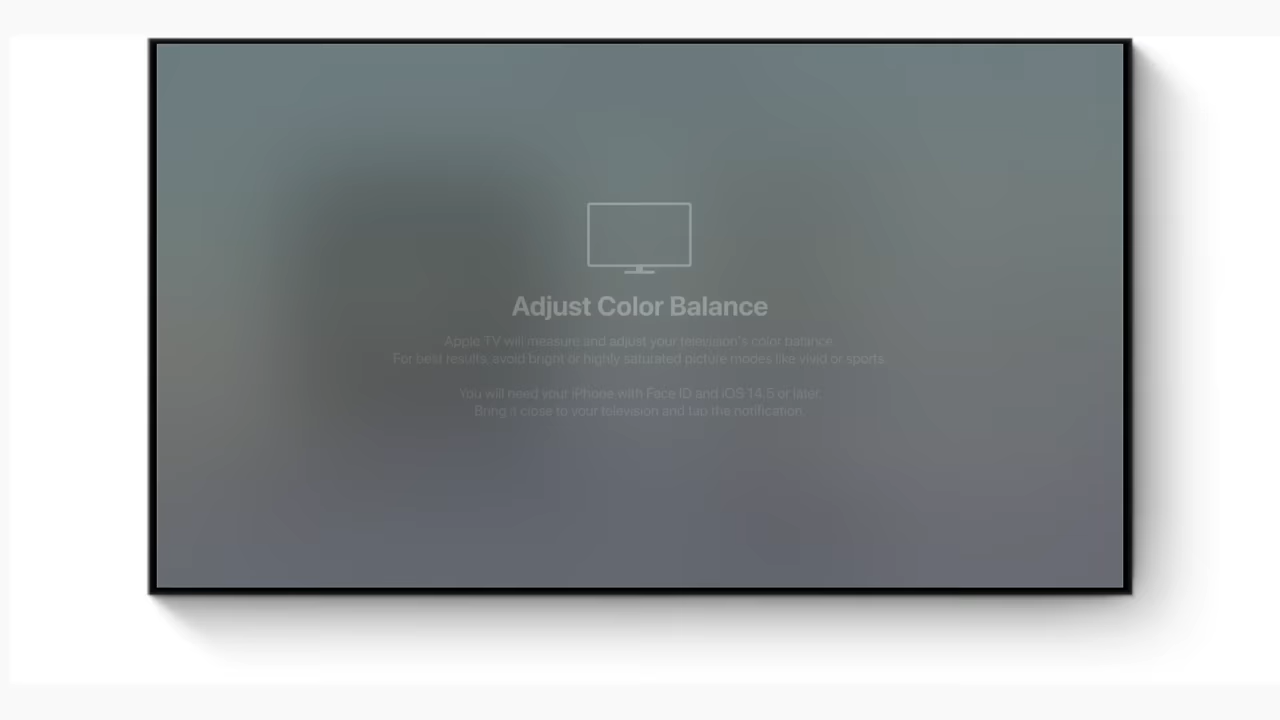 Adjust Color Balance
Apple TV will measure and adjust your television's color balance.
For best results, avoid bright or highly saturated picture modes like vivid or sports.
You will need your iPhone with Face ID and iOS 14.5 or later.
Bring it close to your television and tap the notification.